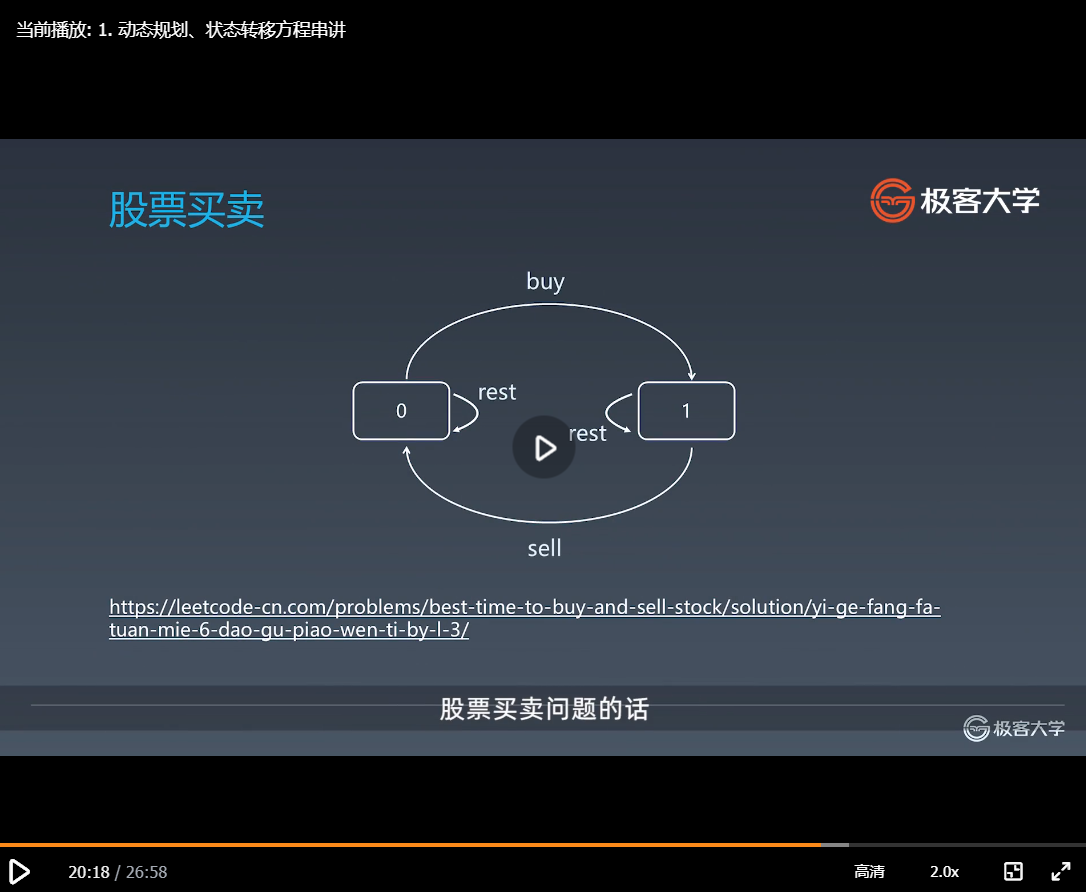 当前播放: 1. 动态规划、状态转移方程串讲
股票买卖
极客大学
buy
rest
0
1
rest
sell
https://leetcode-cn.com/problems/best-time-to-buy-and-sell-stock/solution/yi-ge-fang-fa-
tuan-mie-6-dao-gu-piao-wen-ti-by-l-3/
股票买卖问题的话
极客大学
20:18 / 26:58
高清
2.0x